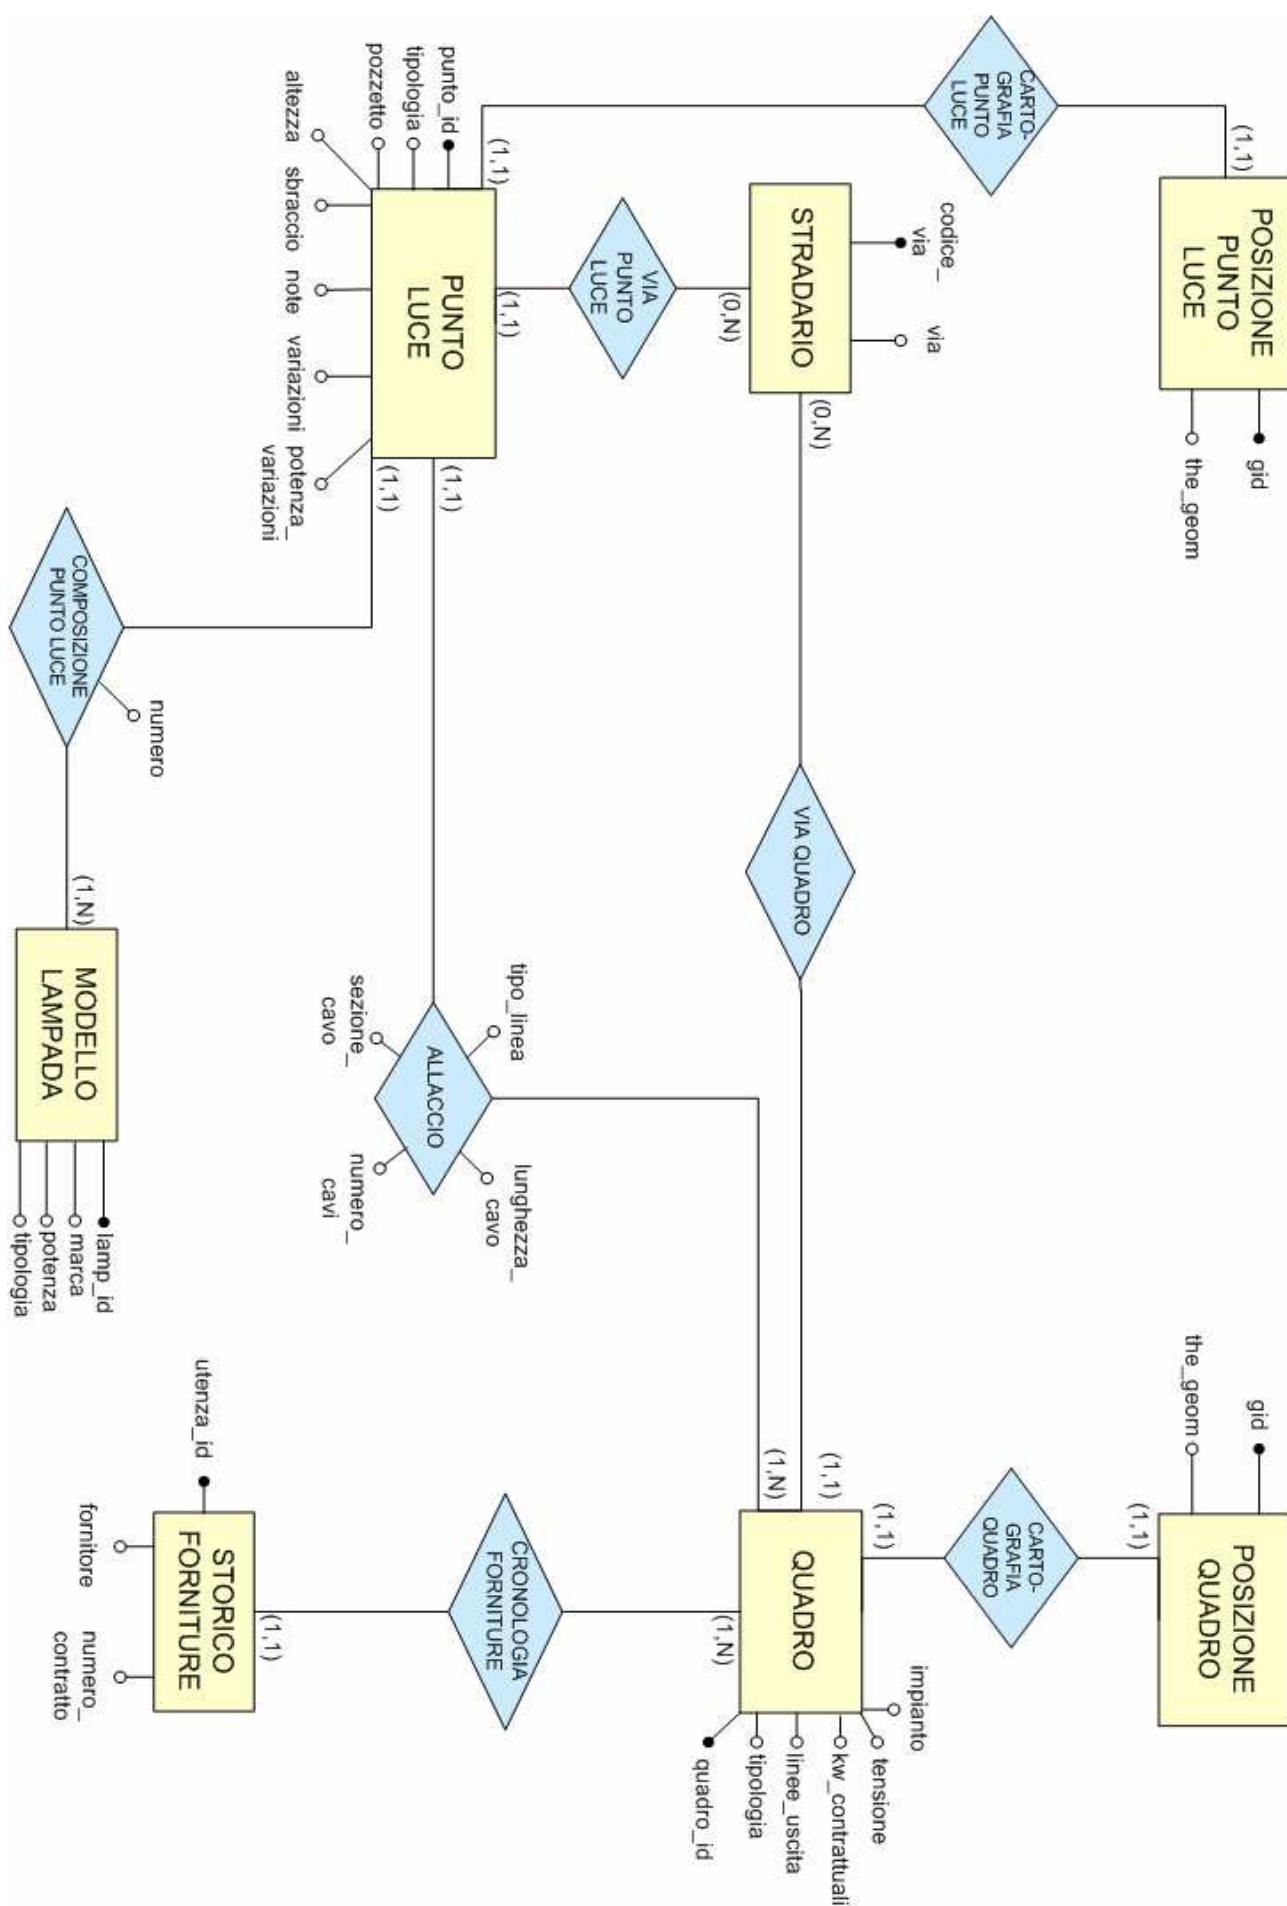 POSIZIONE
PUNTO
LUCE
gid
the_geom
(1,1)
CARTO-
GRAFIA
PUNTO
LUCE
(1,1)
the_geom
gid
POSIZIONE
QUADRO
(1,1)
CARTO-
GRAFIA
QUADRO
(1,1)
codice_
via
via
STRADARIO
(0,N)
(0,N)
VIA QUADRO
(1,1)
VIA
PUNTO
LUCE
(1,1)
punto_id
tipologia
pozzetto
altezza
sbraccio
note
variazioni
potenza_
variazioni
PUNTO
LUCE
(1,1)
(1,1)
tipo_linea
sezione_
cavo
ALLACCIO
lunghezza_
cavo
numero_
cavi
(1,N)
QUADRO
impianto
tensione
kw_contrattuali
linee_uscita
tipologia
quadro_id
(1,N)
CRONOLOGIA
FORNITURE
(1,1)
utenza_id
STORICO
FORNITURE
fornitore
numero_
contratto
COMPOSIZIONE
PUNTO LUCE
numero
(1,N)
MODELLO
LAMPADA
lamp_id
marca
potenza
tipologia